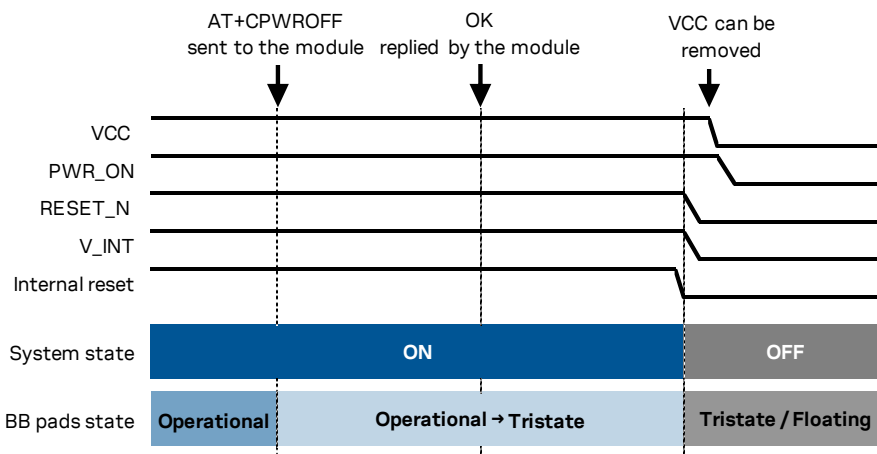 AT+CPWROFF
sent to the module
OK
replied by the module
VCC can be
removed
VCC
PWR_ON
RESET_N
V_INT
Internal reset
System state
ON
OFF
BB pads state
Operational
Operational → Tristate
Tristate / Floating